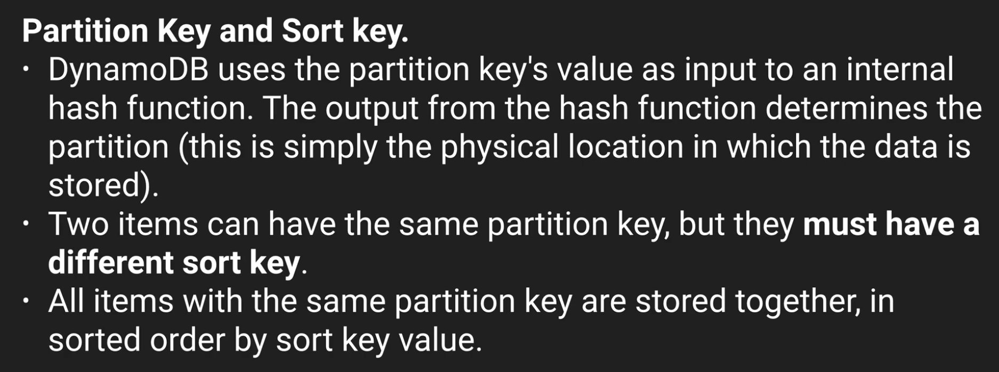 Partition Key and Sort key.
· DynamoDB uses the partition key's value as input to an internal
hash function. The output from the hash function determines the
partition (this is simply the physical location in which the data is
stored).
· Two items can have the same partition key, but they must have a
different sort key.
· All items with the same partition key are stored together, in
sorted order by sort key value.